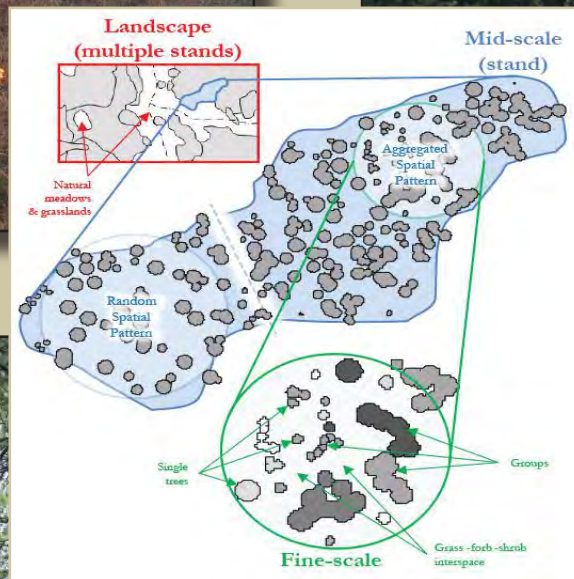 Landscape
(multiple stands)
Mid-scale
(stand)
Natural
meadows
& grasslands
Aggregated
Spatial
Pattern
Random
Spatial
Pattern
Single
trees
Groups
Grass -forb -shrub
interspace
Fine-scale